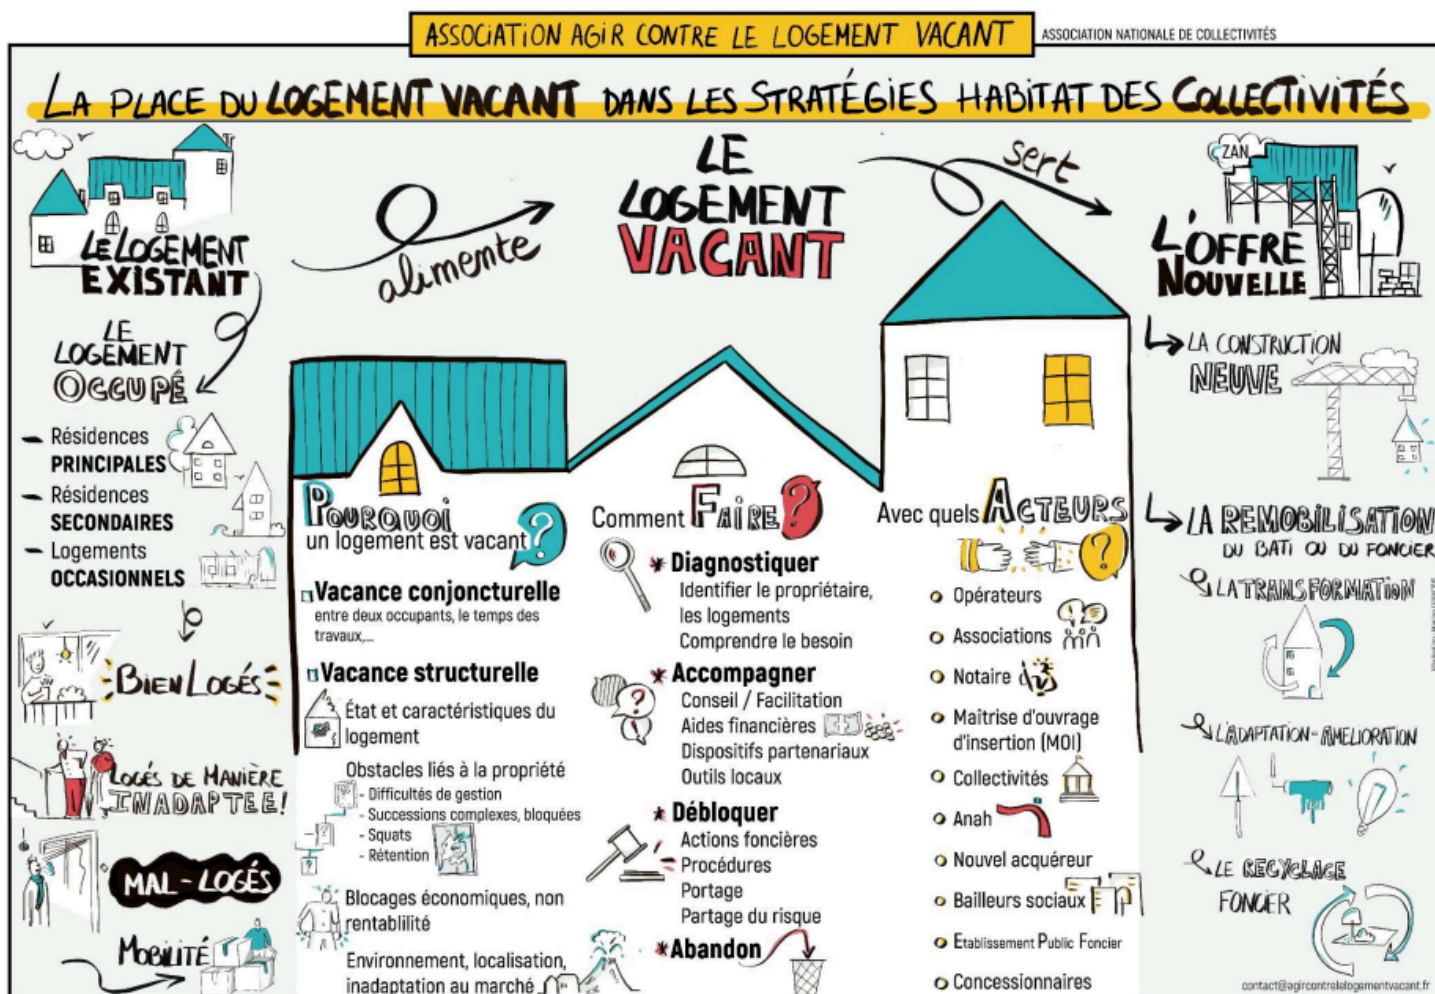 ASSOCIATION AGIR CONTRE LE LOGEMENT VACANT
ASSOCIATION NATIONALE DE COLLECTIVITÉS
LA PLACE DU LOGEMENT VACANT DANS LES STRATÉGIES HABITAT DES COLLECTIVITÉS
LE LOGEMENT
EXISTANT
alimente
LE
LOGEMENT
VACANT
sert
ZAN
L'OFFRE
NOUVELLE
LE
LOGEMENT
OCCUPÉ
Résidences
PRINCIPALES
Résidences
SECONDAIRES
Logements
OCCASIONNELS
BIEN LOGÉS
LOGÉS DE MANIÈRE
INADAPTEE!
MAL-LOGÉS
MOBILITÉ
POURQUOI
un logement est vacant ?
Vacance conjoncturelle
entre deux occupants, le temps des
travaux,...
Vacance structurelle
État et caractéristiques du
logement
Obstacles liés à la propriété
- Difficultés de gestion
- Successions complexes, bloquées
- Squats
- Rétention
Blocages économiques, non
rentablilité
Environnement, localisation,
inadaptation au marché
Comment FAIRE ?
* Diagnostiquer
Identifier le propriétaire,
les logements
Comprendre le besoin
* Accompagner
Conseil / Facilitation
Aides financières
Dispositifs partenariaux
Outils locaux
* Débloquer
Actions foncières
Procédures
Portage
Partage du risque
* Abandon
Avec quels ACTEURS
?
Opérateurs
Associations
Notaire
Maîtrise d'ouvrage
d'insertion (MOI)
Collectivités
Anah
Nouvel acquéreur
Bailleurs sociaux
Etablissement Public Foncier
Concessionnaires
LA CONSTRUCTION
NEUVE
LA REMOBILISATION
DU BATI OU DU FONCIER
LA TRANSFORMATION
L'ADAPTATION-AMELIORATION
LE RECYCLAGE
FONCIER
contact@agircontrelelogementvacant.fr